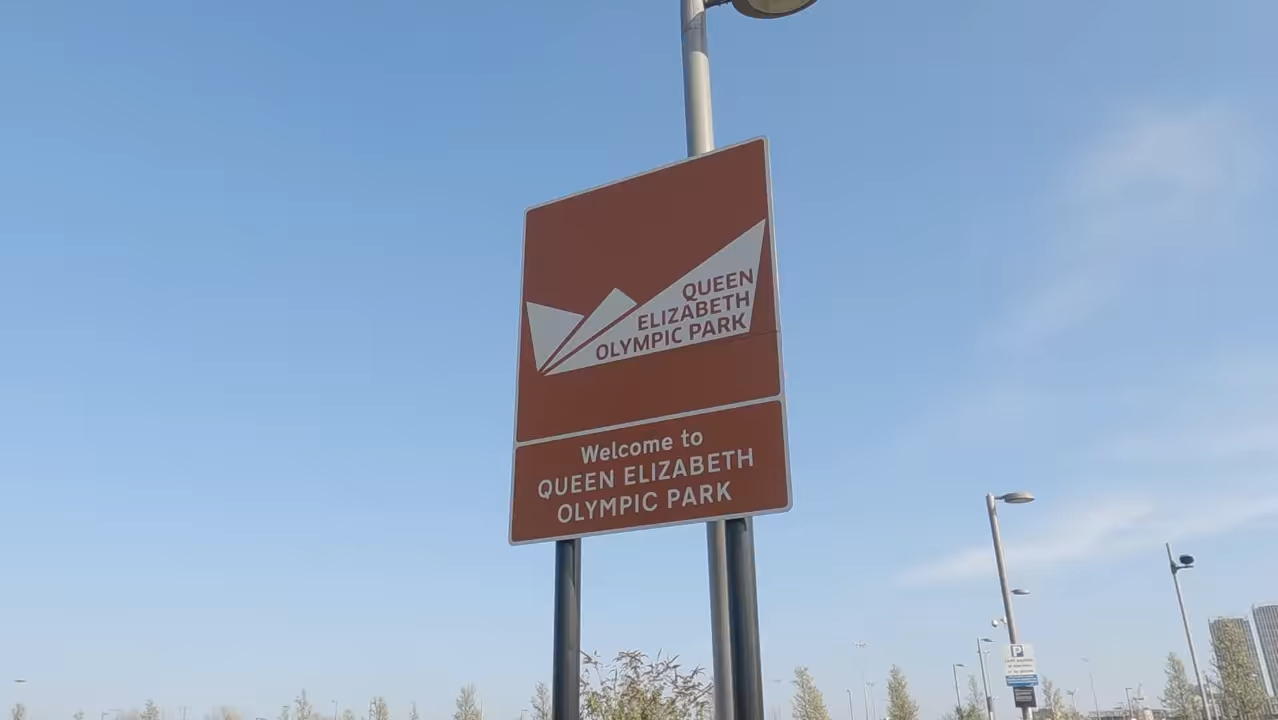 QUEEN
ELIZABETH
OLYMPIC PARK
Welcome to
QUEEN ELIZABETH
OLYMPIC PARK
P